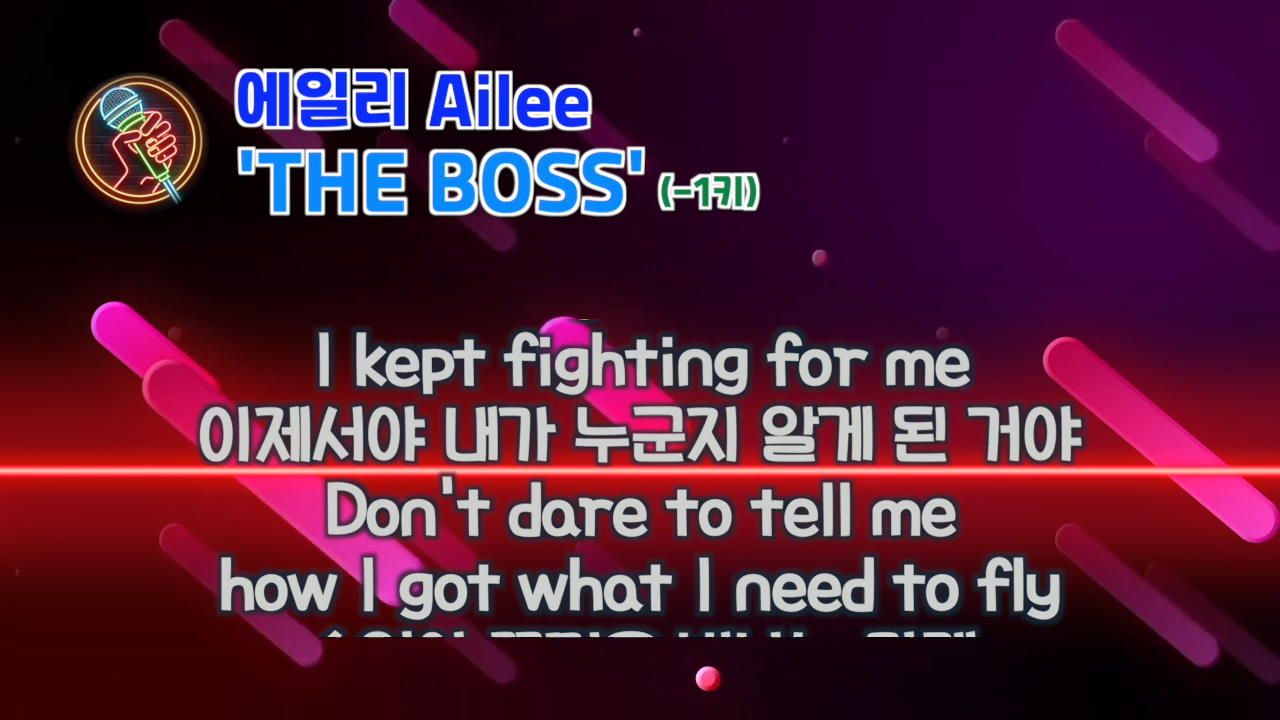 에일리 Ailee
'THE BOSS' (-1키)
I kept fighting for me
이제서야 내가 누군지 알게 된 거야
Don't dare to tell me
how I got what I need to fly